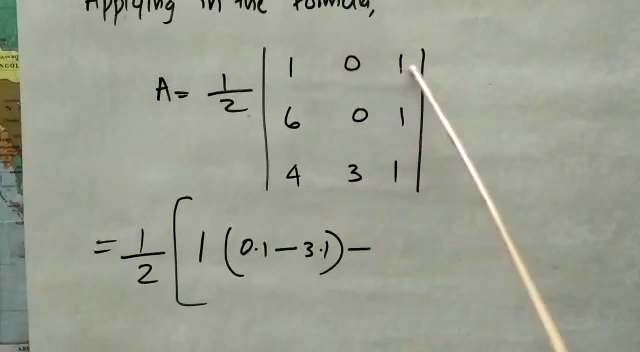 Applying in the formula,
A = 1/2 | 1 0 1 |
| 6 0 1 |
| 4 3 1 |
= 1/2 [ 1 (0.1 - 3.1) -